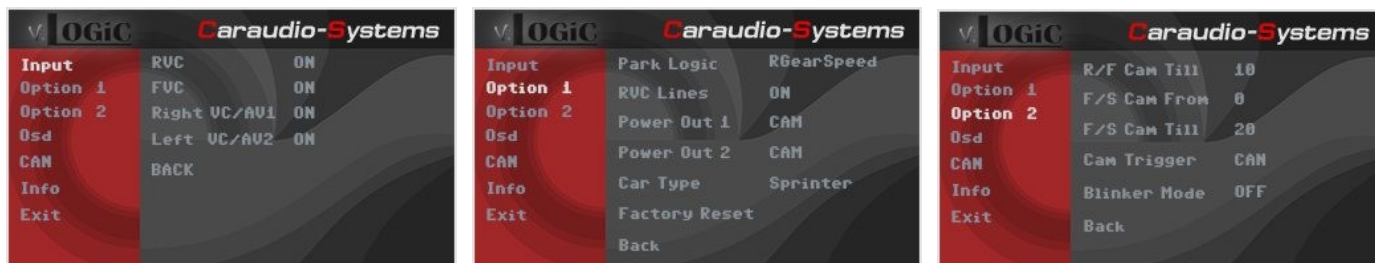 v.LOGiC Caraudio-Systems
Input
Option 1
Option 2
Osd
CAN
Info
Exit
RVC ON
FVC ON
Right VC/AV1 ON
Left VC/AV2 ON
BACK
v.LOGiC Caraudio-Systems
Input
Option 1
Option 2
Osd
CAN
Info
Exit
Park Logic RGearSpeed
RVC Lines ON
Power Out 1 CAM
Power Out 2 CAM
Car Type Sprinter
Factory Reset
Back
v.LOGiC Caraudio-Systems
Input
Option 1
Option 2
Osd
CAN
Info
Exit
R/F Cam Till 10
F/S Cam From 0
F/S Cam Till 20
Cam Trigger CAN
Blinker Mode OFF
Back